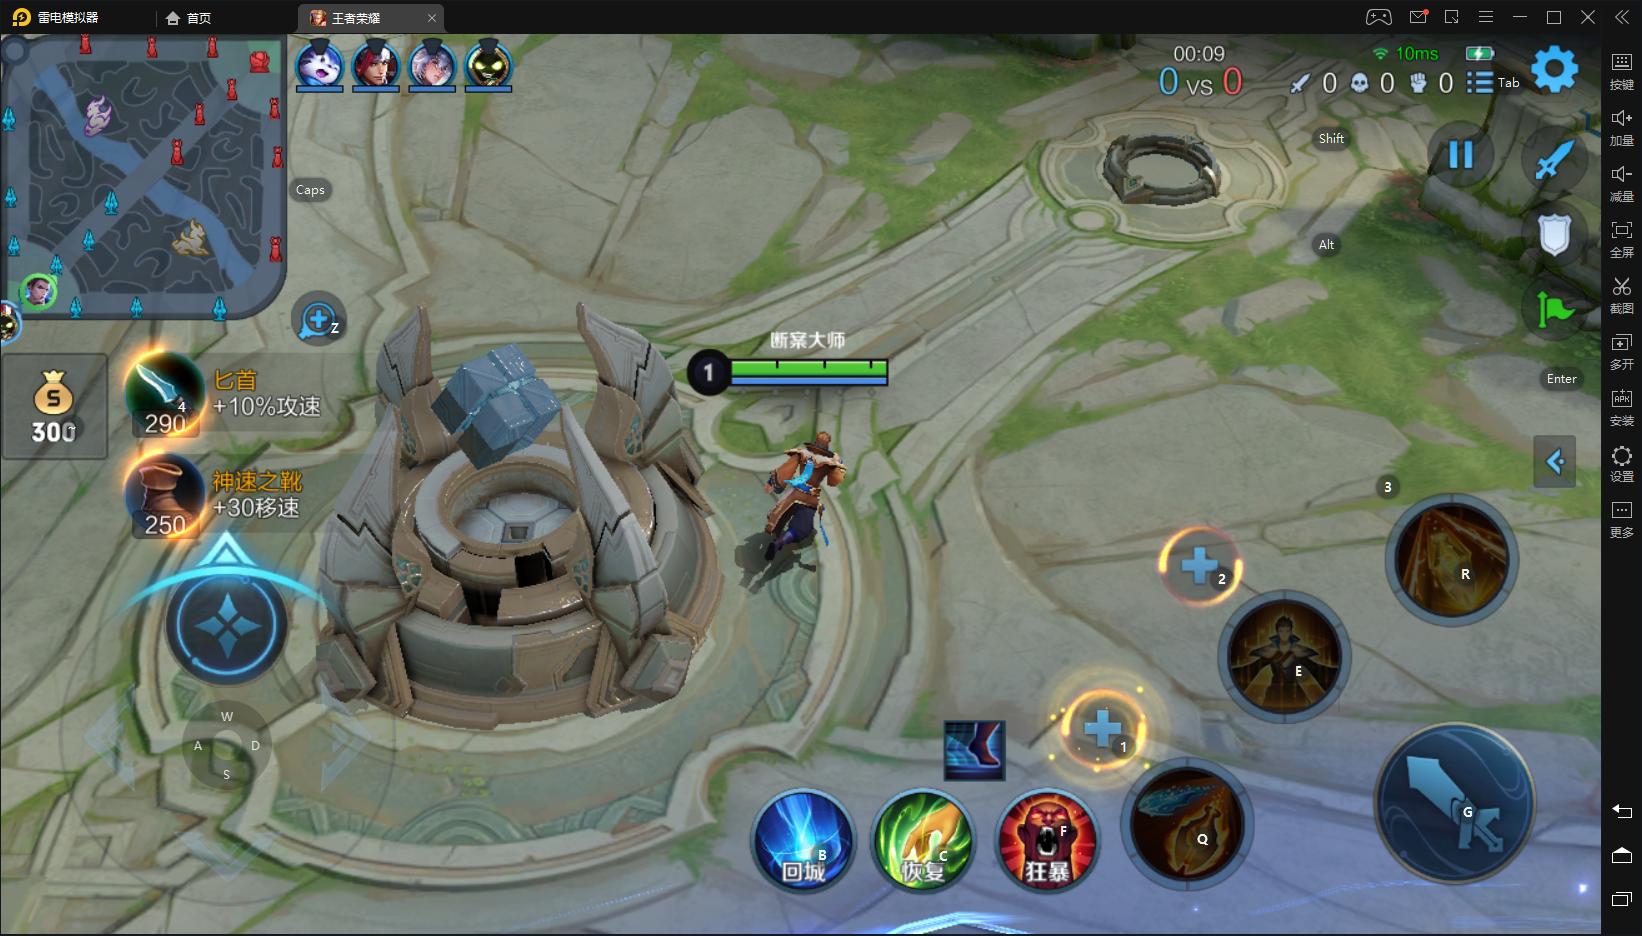 雷电模拟器
首页
王者荣耀
00:09
10ms
0 VS 0
0
0
0
Tab
按键
加量
减量
全屏
截图
多开
安装
设置
更多
APK
Shift
Caps
Alt
Z
Enter
断案大师
1
匕首
+10%攻速
4
290
S
300
神速之靴
+30移速
250
3
R
2
E
W
A
D
S
1
G
Q
B
回城
C
恢复
F
狂暴